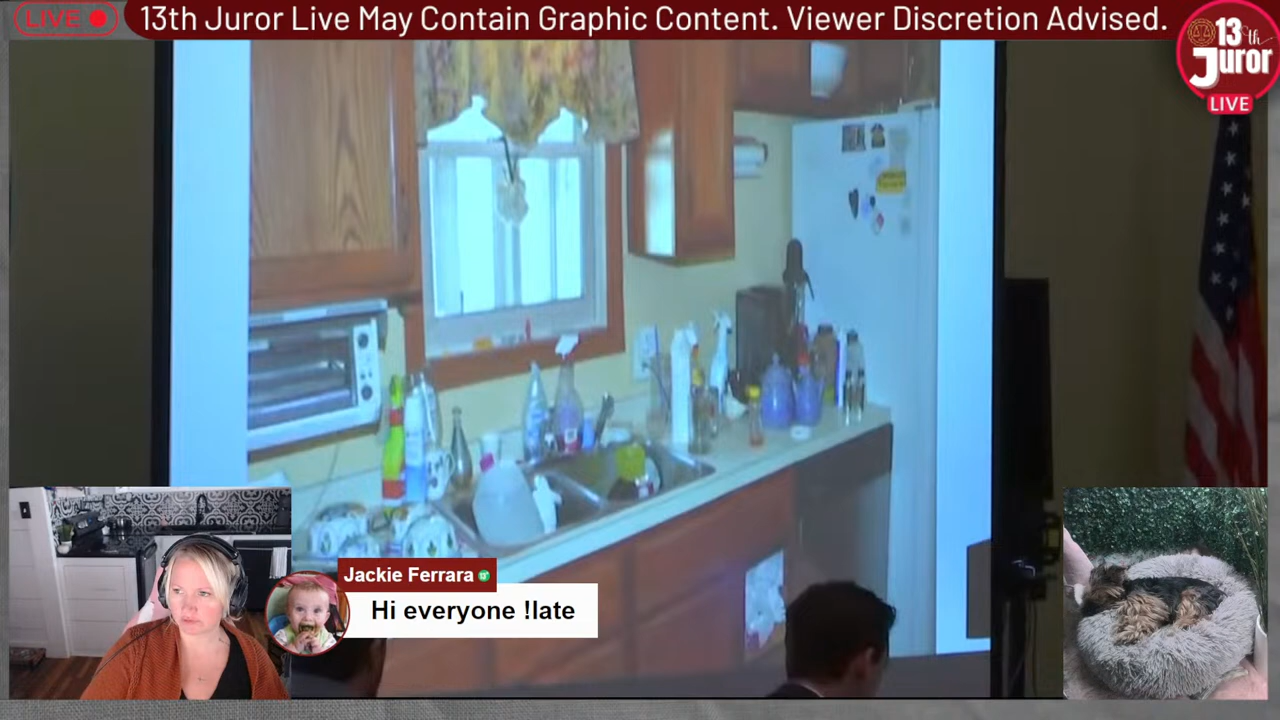 LIVE
13th Juror Live May Contain Graphic Content. Viewer Discretion Advised.
13th
Juror
LIVE
Jackie Ferrara
Hi everyone !late